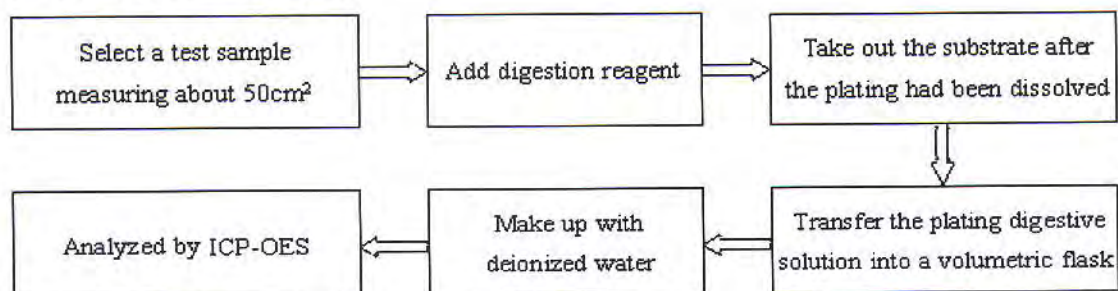 Select a test sample
measuring about 50cm²
Add digestion reagent
Take out the substrate after
the plating had been dissolved
Transfer the plating digestive
solution into a volumetric flask
Make up with
deionized water
Analyzed by ICP-OES